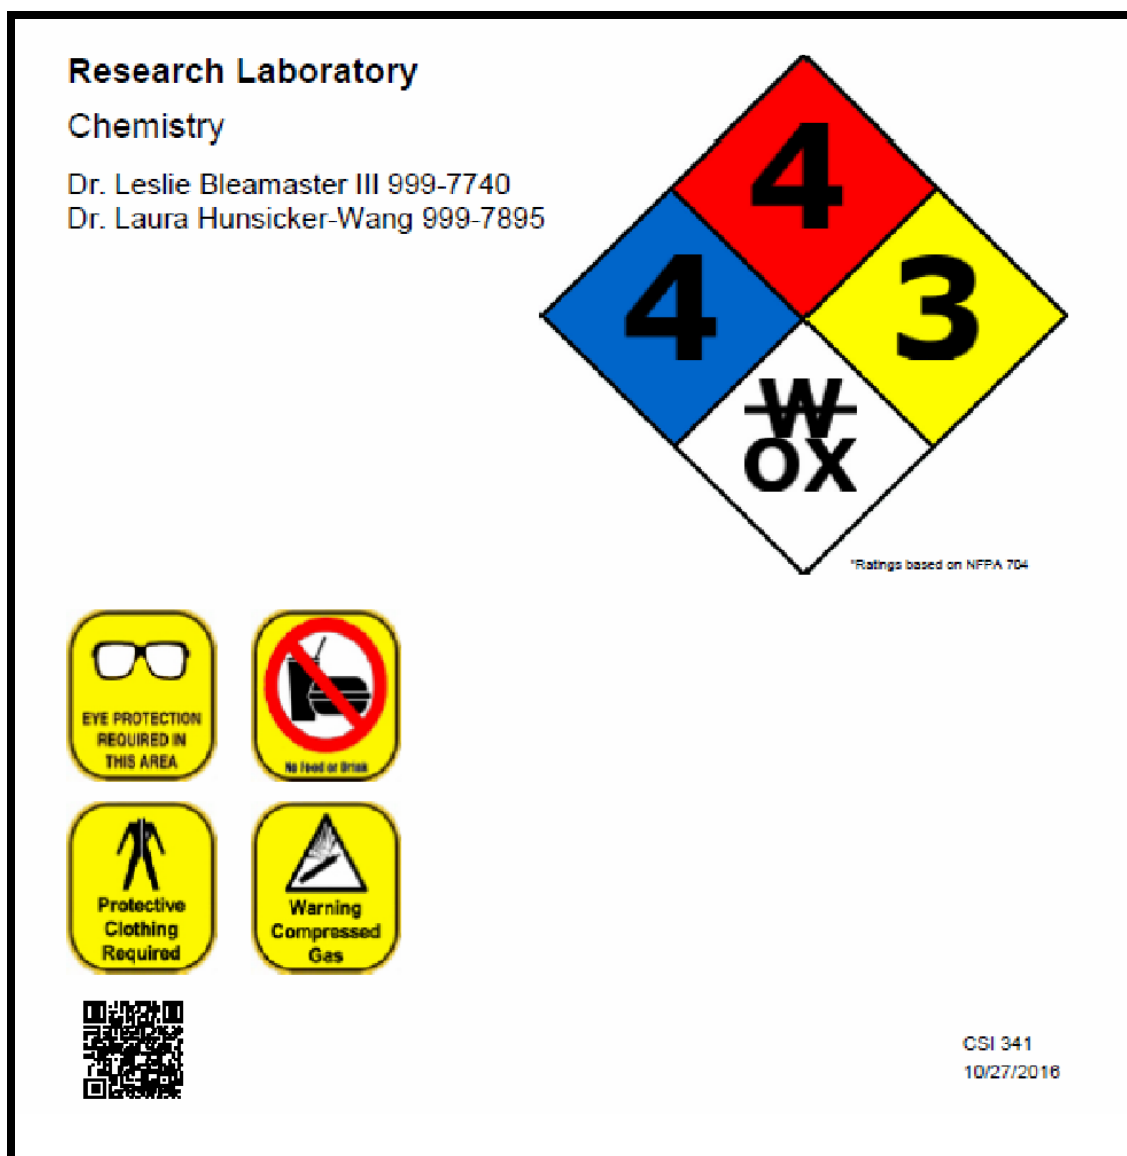 Research Laboratory
Chemistry
Dr. Leslie Bleamaster III 999-7740
Dr. Laura Hunsicker-Wang 999-7895
4
4
3
W
OX
*Ratings based on NFPA 704
EYE PROTECTION
REQUIRED IN
THIS AREA
No Food or Drink
Protective
Clothing
Required
Warning
Compressed
Gas
CSI 341
10/27/2016